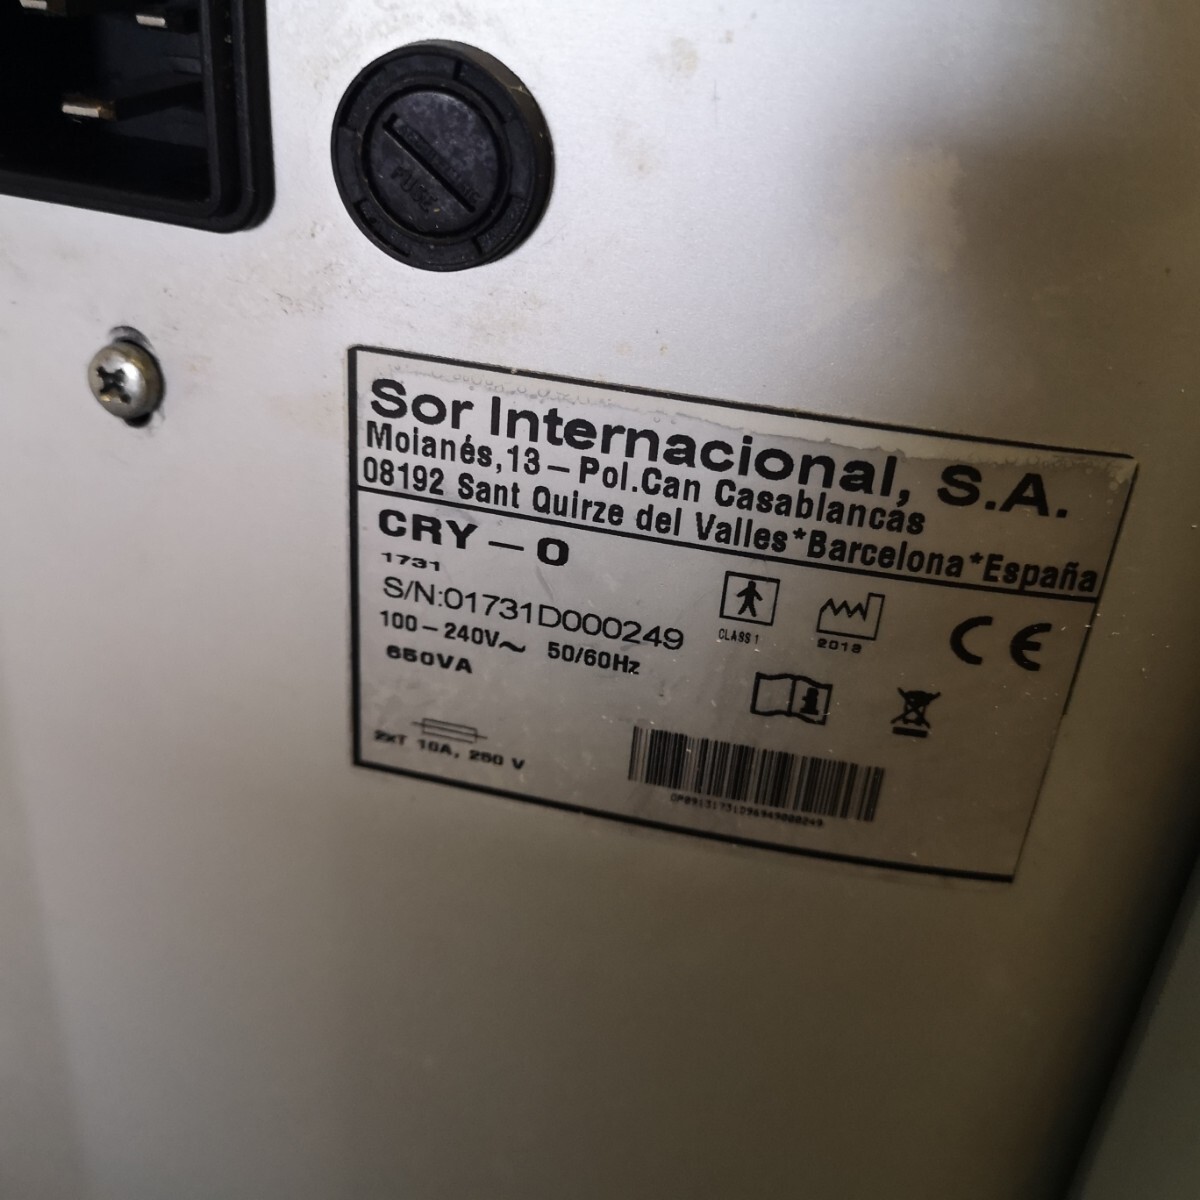 FUSE
Sor Internacional, S.A.
Moianés,13 – Pol.Can Casablancas
08192 Sant Quirze del Valles*Barcelona*España
CRY – 0
1731
S/N:01731D000249
100 – 240V~ 50/60Hz
650VA
CLASS 1
2018
CE
2xT 10A, 250 V